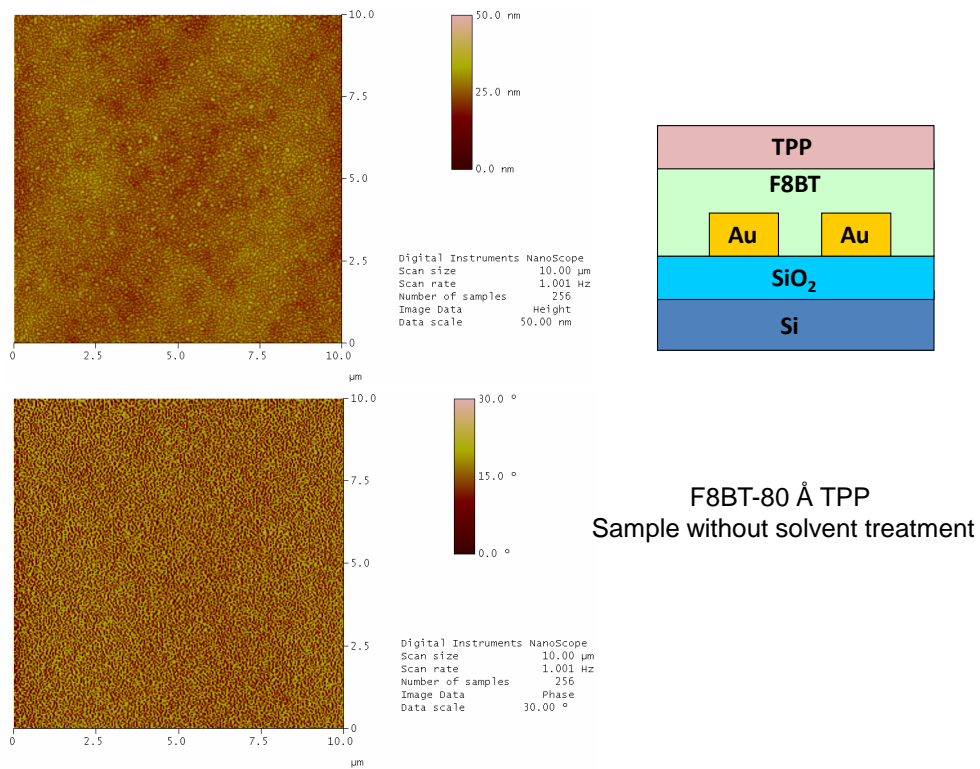 10.0
7.5
5.0
2.5
0
0
2.5
5.0
7.5
10.0
µm
50.0 nm
25.0 nm
0.0 nm
Digital Instruments NanoScope
Scan size 10.00 µm
Scan rate 1.001 Hz
Number of samples 256
Image Data Height
Data scale 50.00 nm
TPP
F8BT
Au Au
SiO₂
Si
10.0
7.5
5.0
2.5
0
0
2.5
5.0
7.5
10.0
µm
30.0 °
15.0 °
0.0 °
Digital Instruments NanoScope
Scan size 10.00 µm
Scan rate 1.001 Hz
Number of samples 256
Image Data Phase
Data scale 30.00 °
F8BT-80 Å TPP
Sample without solvent treatment